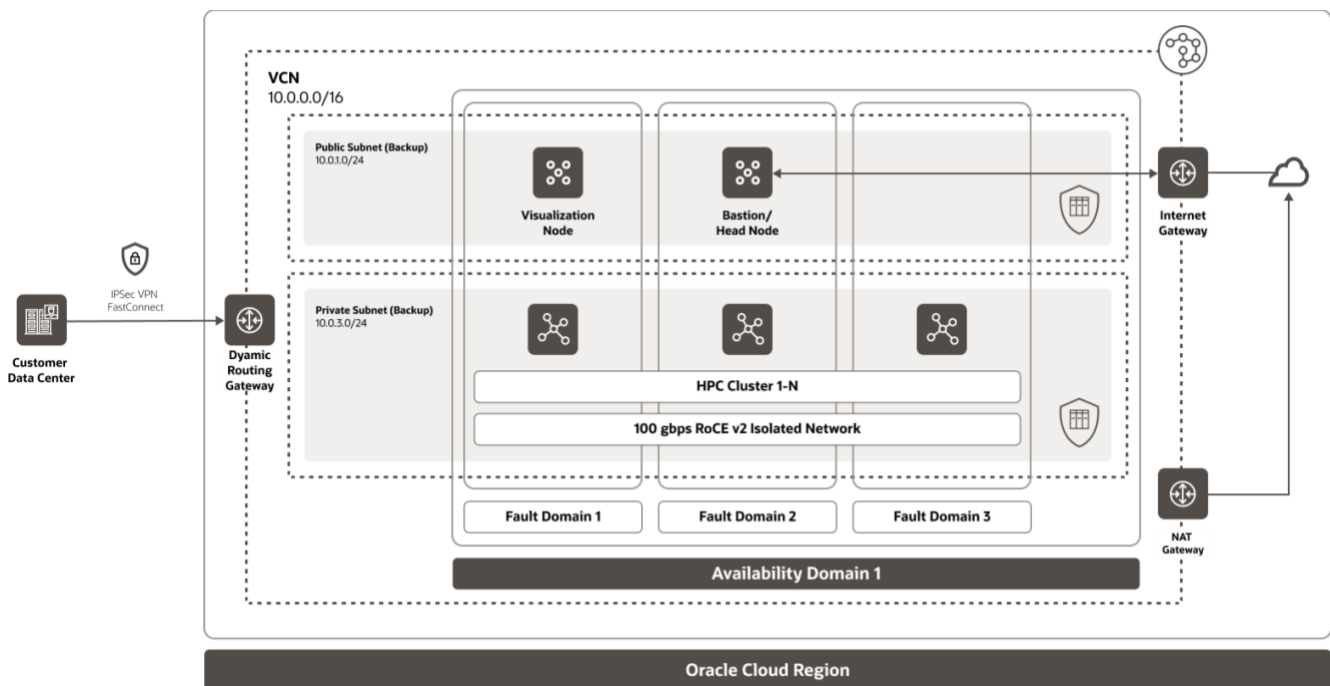 VCN
10.0.0.0/16
Public Subnet (Backup)
10.0.1.0/24
Visualization
Node
Bastion/
Head Node
Internet
Gateway
IPSec VPN
FastConnect
Customer
Data Center
Dyamic
Routing
Gateway
Private Subnet (Backup)
10.0.3.0/24
HPC Cluster 1-N
100 gbps RoCE v2 Isolated Network
Fault Domain 1
Fault Domain 2
Fault Domain 3
NAT
Gateway
Availability Domain 1
Oracle Cloud Region